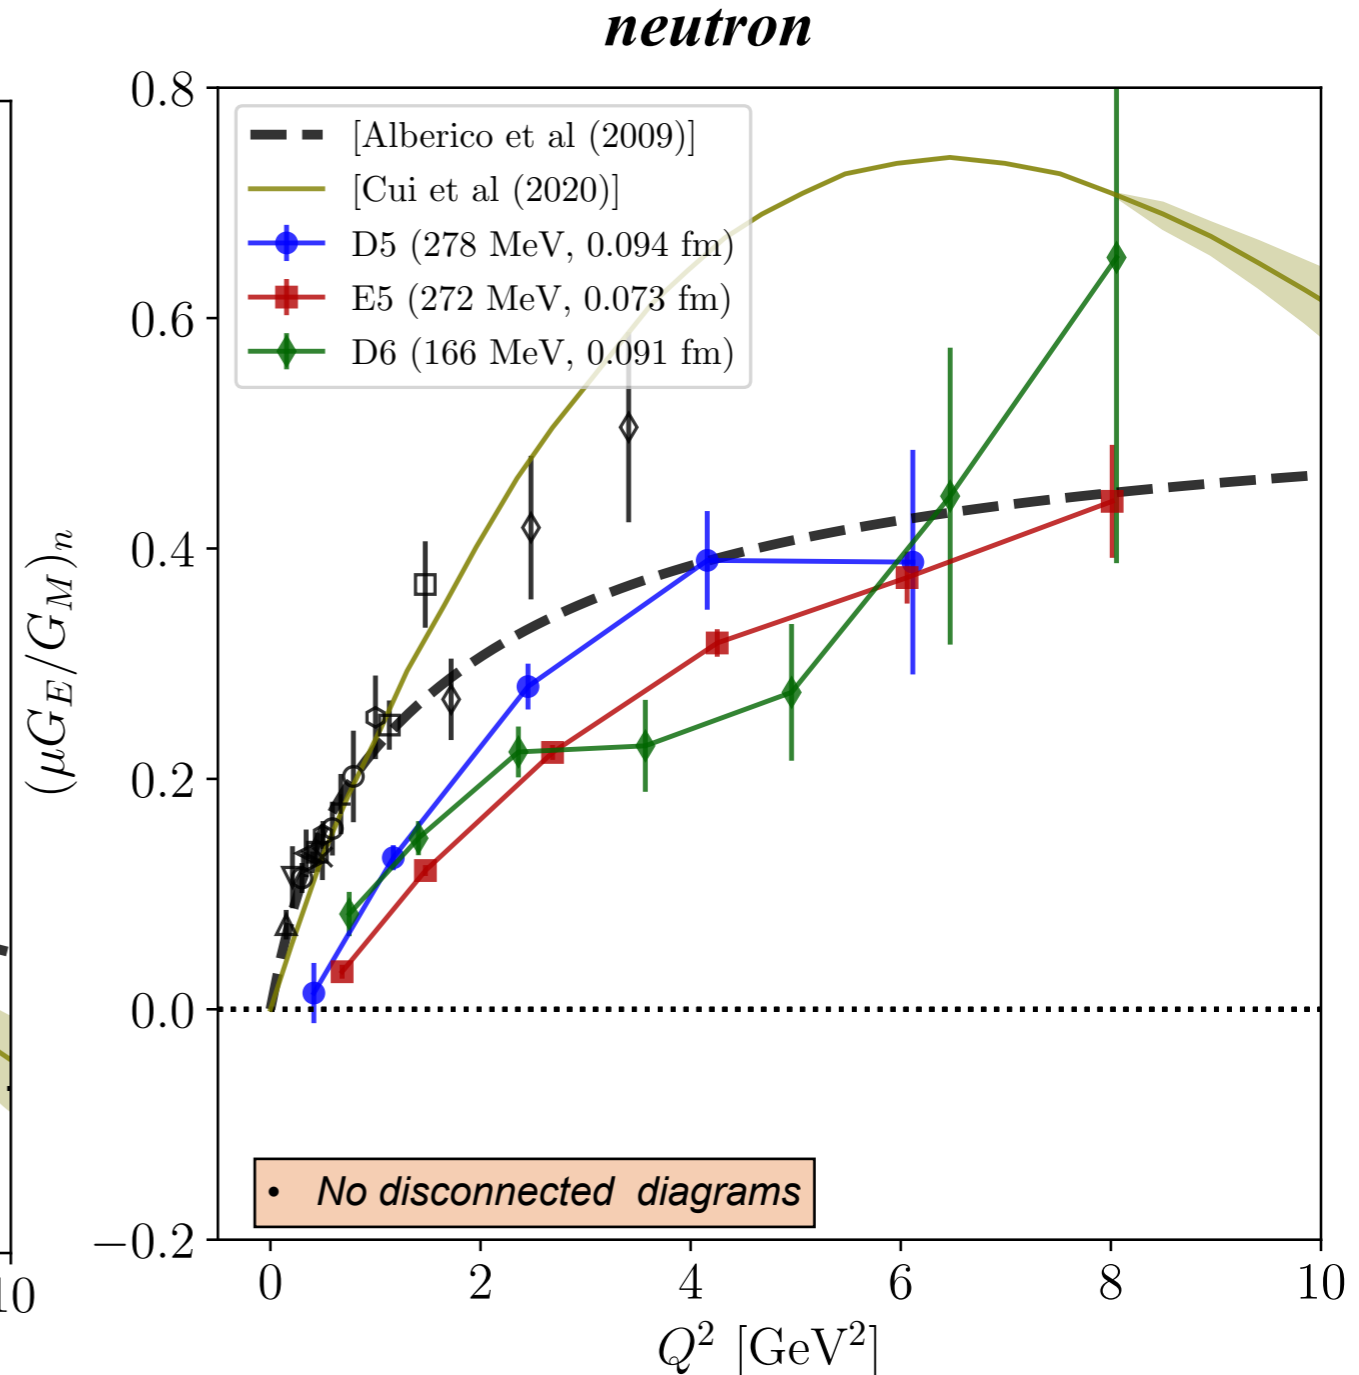 neutron
0.8
0.6
0.4
0.2
0.0
−0.2
(μG_E/G_M)_n
[Alberico et al (2009)]
[Cui et al (2020)]
D5 (278 MeV, 0.094 fm)
E5 (272 MeV, 0.073 fm)
D6 (166 MeV, 0.091 fm)
• No disconnected diagrams
10
0 2 4 6 8 10
Q² [GeV²]